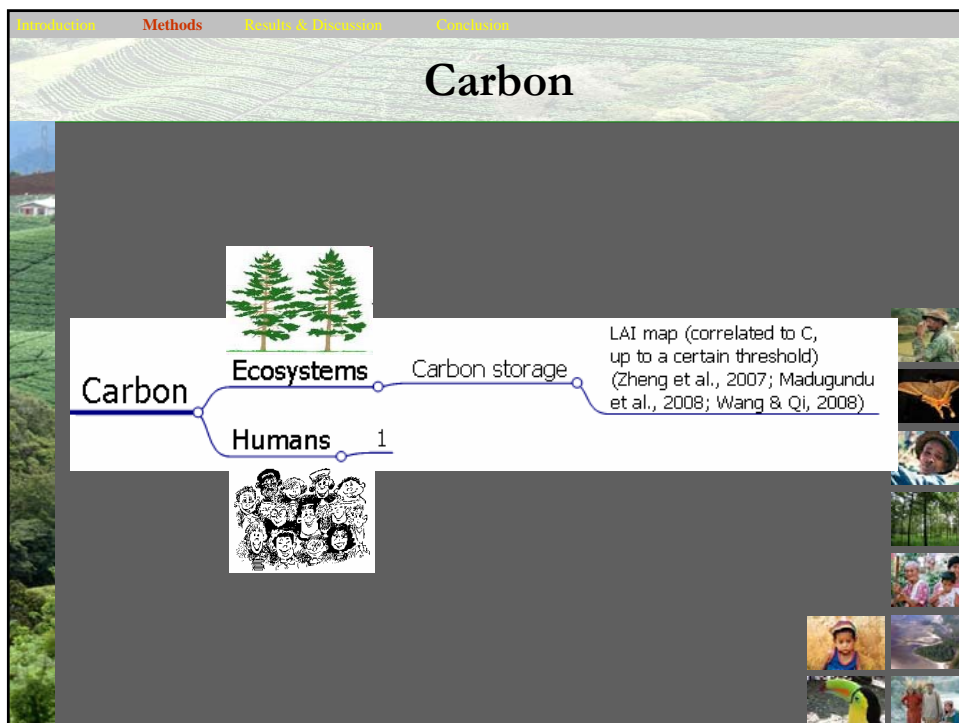 Introduction Methods Results & Discussion Conclusion
Carbon
Carbon
Ecosystems
Carbon storage
LAI map (correlated to C,
up to a certain threshold)
(Zheng et al., 2007; Madugundu
et al., 2008; Wang & Qi, 2008)
Humans
1